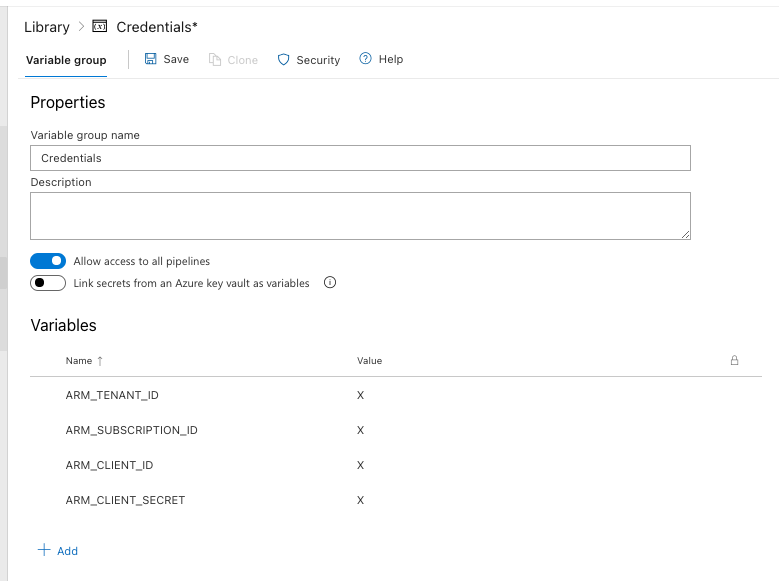 Library > (x) Credentials*
Variable group Save Clone Security ? Help
Properties
Variable group name
Credentials
Description
Allow access to all pipelines
Link secrets from an Azure key vault as variables i
Variables
Name ↑ Value
ARM_TENANT_ID X
ARM_SUBSCRIPTION_ID X
ARM_CLIENT_ID X
ARM_CLIENT_SECRET X
+ Add